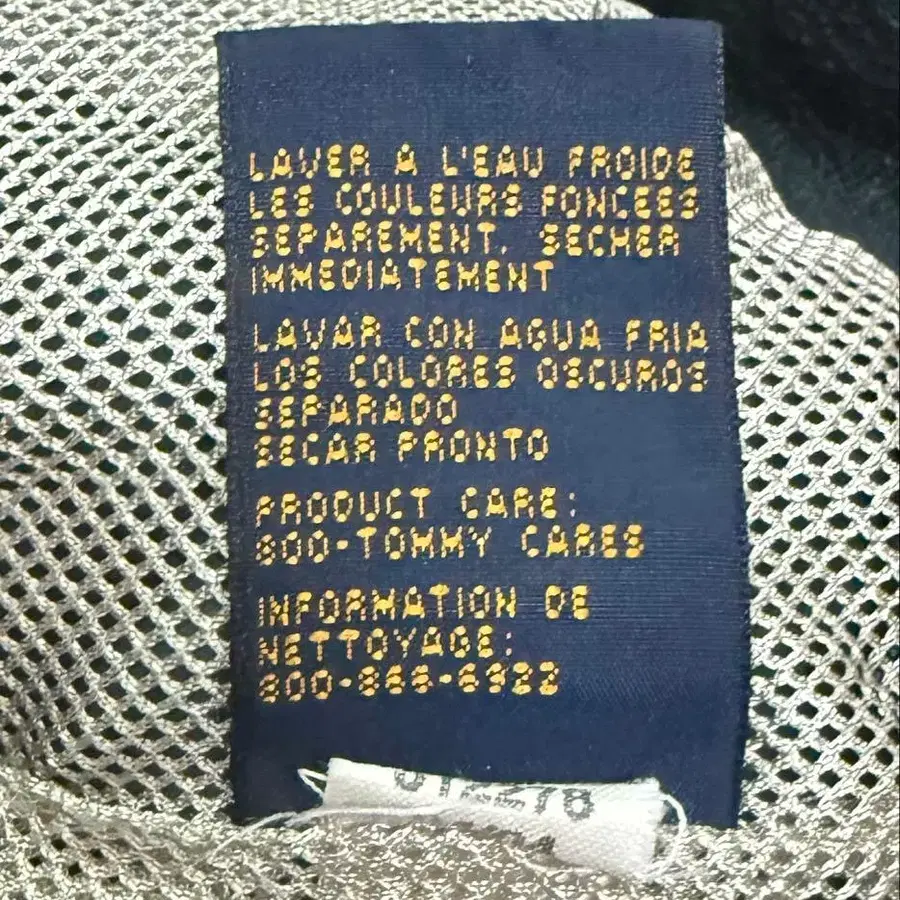 LAVER A L'EAU FROIDE
LES COULEURS FONCEES
SEPAREMENT. SECHER
IMMEDIATEMENT
LAVAR CON AGUA FRIA
LOS COLORES OSCUROS
SEPARADO
SECAR PRONTO
PRODUCT CARE:
800-TOMMY CARES
INFORMATION DE
NETTOYAGE:
800-866-6922